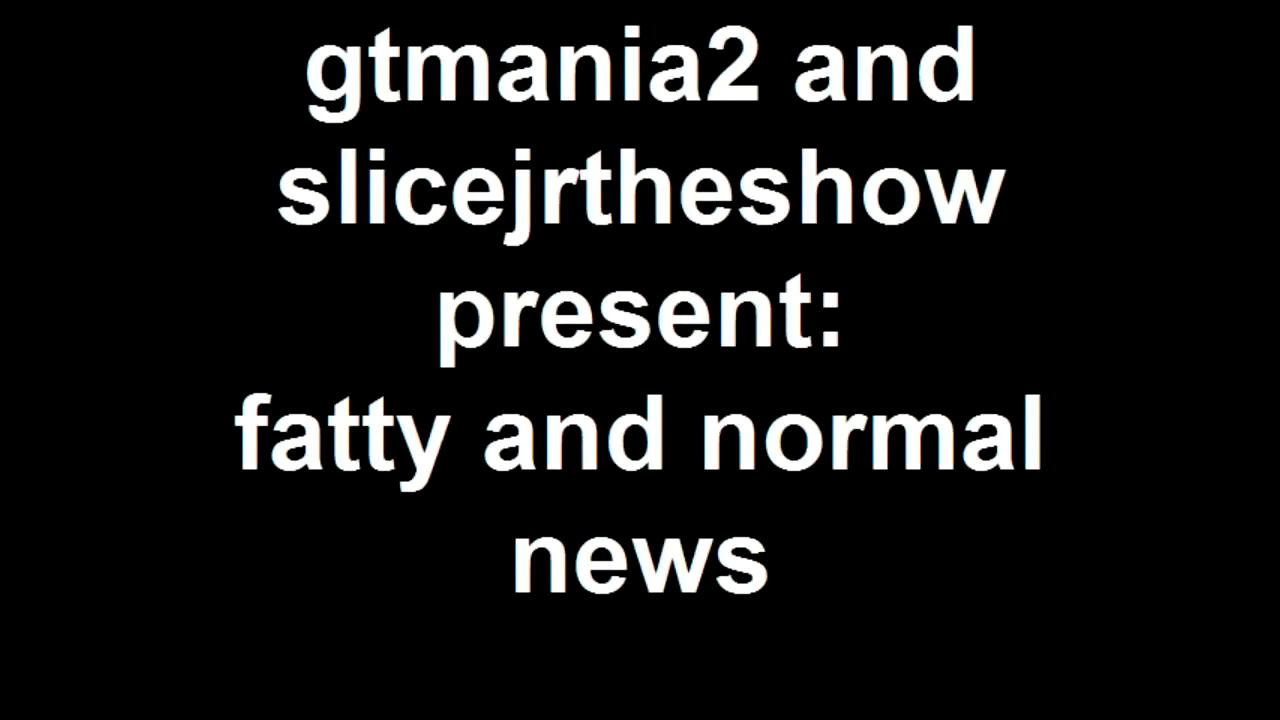 gtmania2 and
slicejrtheshow
present:
fatty and normal
news